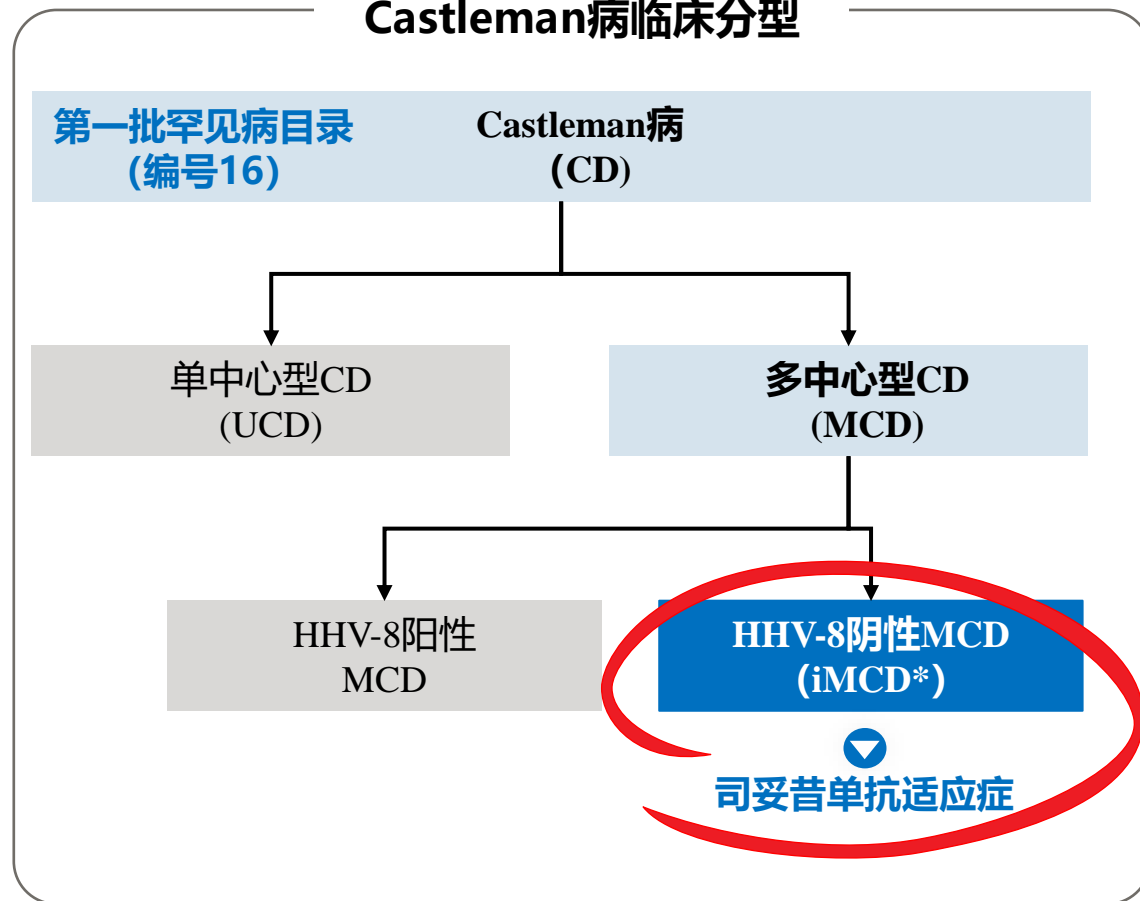 Castleman病临床分型
第一批罕见病目录
(编号16)
Castleman病
(CD)
单中心型CD
(UCD)
多中心型CD
(MCD)
HHV-8阳性
MCD
HHV-8阴性MCD
(iMCD*)
司妥昔单抗适应症